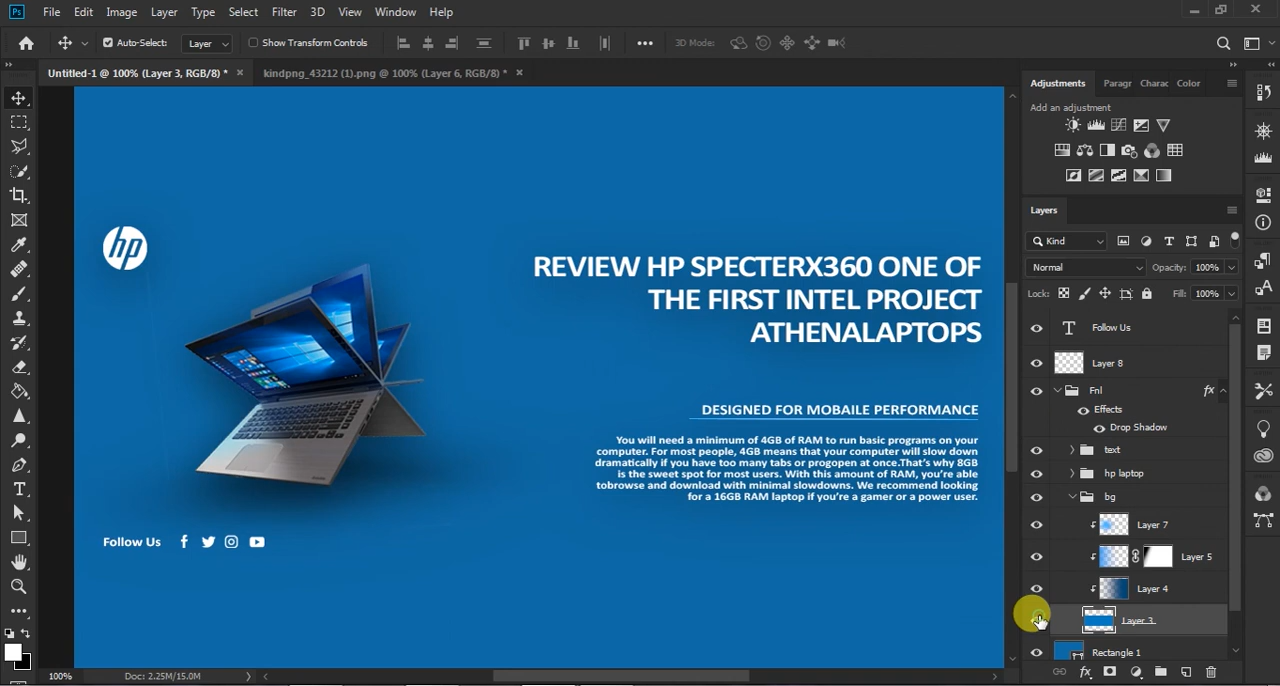 Ps File Edit Image Layer Type Select Filter 3D View Window Help
Auto-Select: Layer Show Transform Controls 3D Mode:
Untitled-1 @ 100% (Layer 3, RGB/8) * × kindpng_43212 (1).png @ 100% (Layer 6, RGB/8) * ×
hp
REVIEW HP SPECTERX360 ONE OF
THE FIRST INTEL PROJECT
ATHENALAPTOPS
DESIGNED FOR MOBAILE PERFORMANCE
You will need a minimum of 4GB of RAM to run basic programs on your
computer. For most people, 4GB means that your computer will slow down
dramatically if you have too many tabs or progopen at once.That's why 8GB
is the sweet spot for most users. With this amount of RAM, you're able
tobrowse and download with minimal slowdowns. We recommend looking
for a 16GB RAM laptop if you're a gamer or a power user.
Follow Us
100% Doc: 2.25M/15.0M
Adjustments Paragr Charac Color
Add an adjustment
Layers
Kind
Normal Opacity: 100%
Lock: Fill: 100%
T Follow Us
Layer 8
Fnl fx
Effects
Drop Shadow
text
hp laptop
bg
Layer 7
Layer 5
Layer 4
Layer 3
Rectangle 1
fx